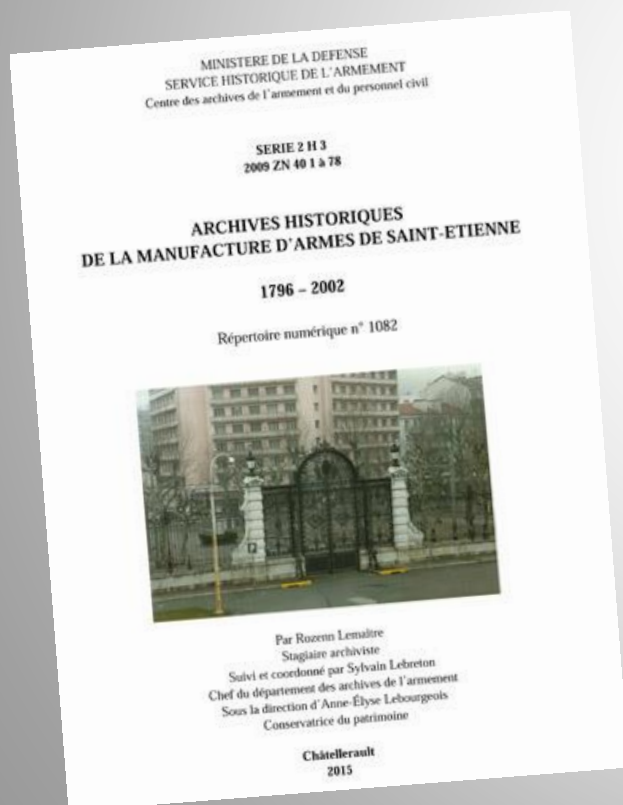 MINISTERE DE LA DEFENSE
SERVICE HISTORIQUE DE L'ARMEMENT
Centre des archives de l'armement et du personnel civil
SERIE 2 H 3
2009 ZN 40 1 à 78
ARCHIVES HISTORIQUES
DE LA MANUFACTURE D'ARMES DE SAINT-ETIENNE
1796 – 2002
Répertoire numérique n° 1082
Par Rozenn Lemaître
Stagiaire archiviste
Suivi et coordonné par Sylvain Lebreton
Chef du département des archives de l'armement
Sous la direction d'Anne-Élyse Lebourgeois
Conservatrice du patrimoine
Châtellerault
2015